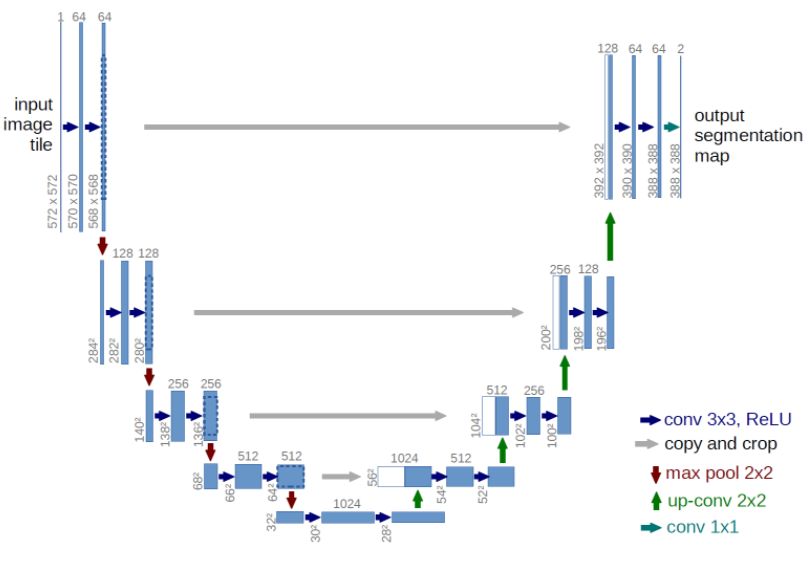 1 64 64
input
image
tile
572 x 572
570 x 570
568 x 568
128 64 64 2
392 x 392
390 x 390
388 x 388
388 x 388
output
segmentation
map
128 128
284²
282²
280²
256 128
200²
198²
196²
256 256
140²
138²
136²
512 256
104²
102²
100²
512 512
68²
66²
64²
1024 512
56²
54²
52²
1024
32²
30²
28²
conv 3x3, ReLU
copy and crop
max pool 2x2
up-conv 2x2
conv 1x1